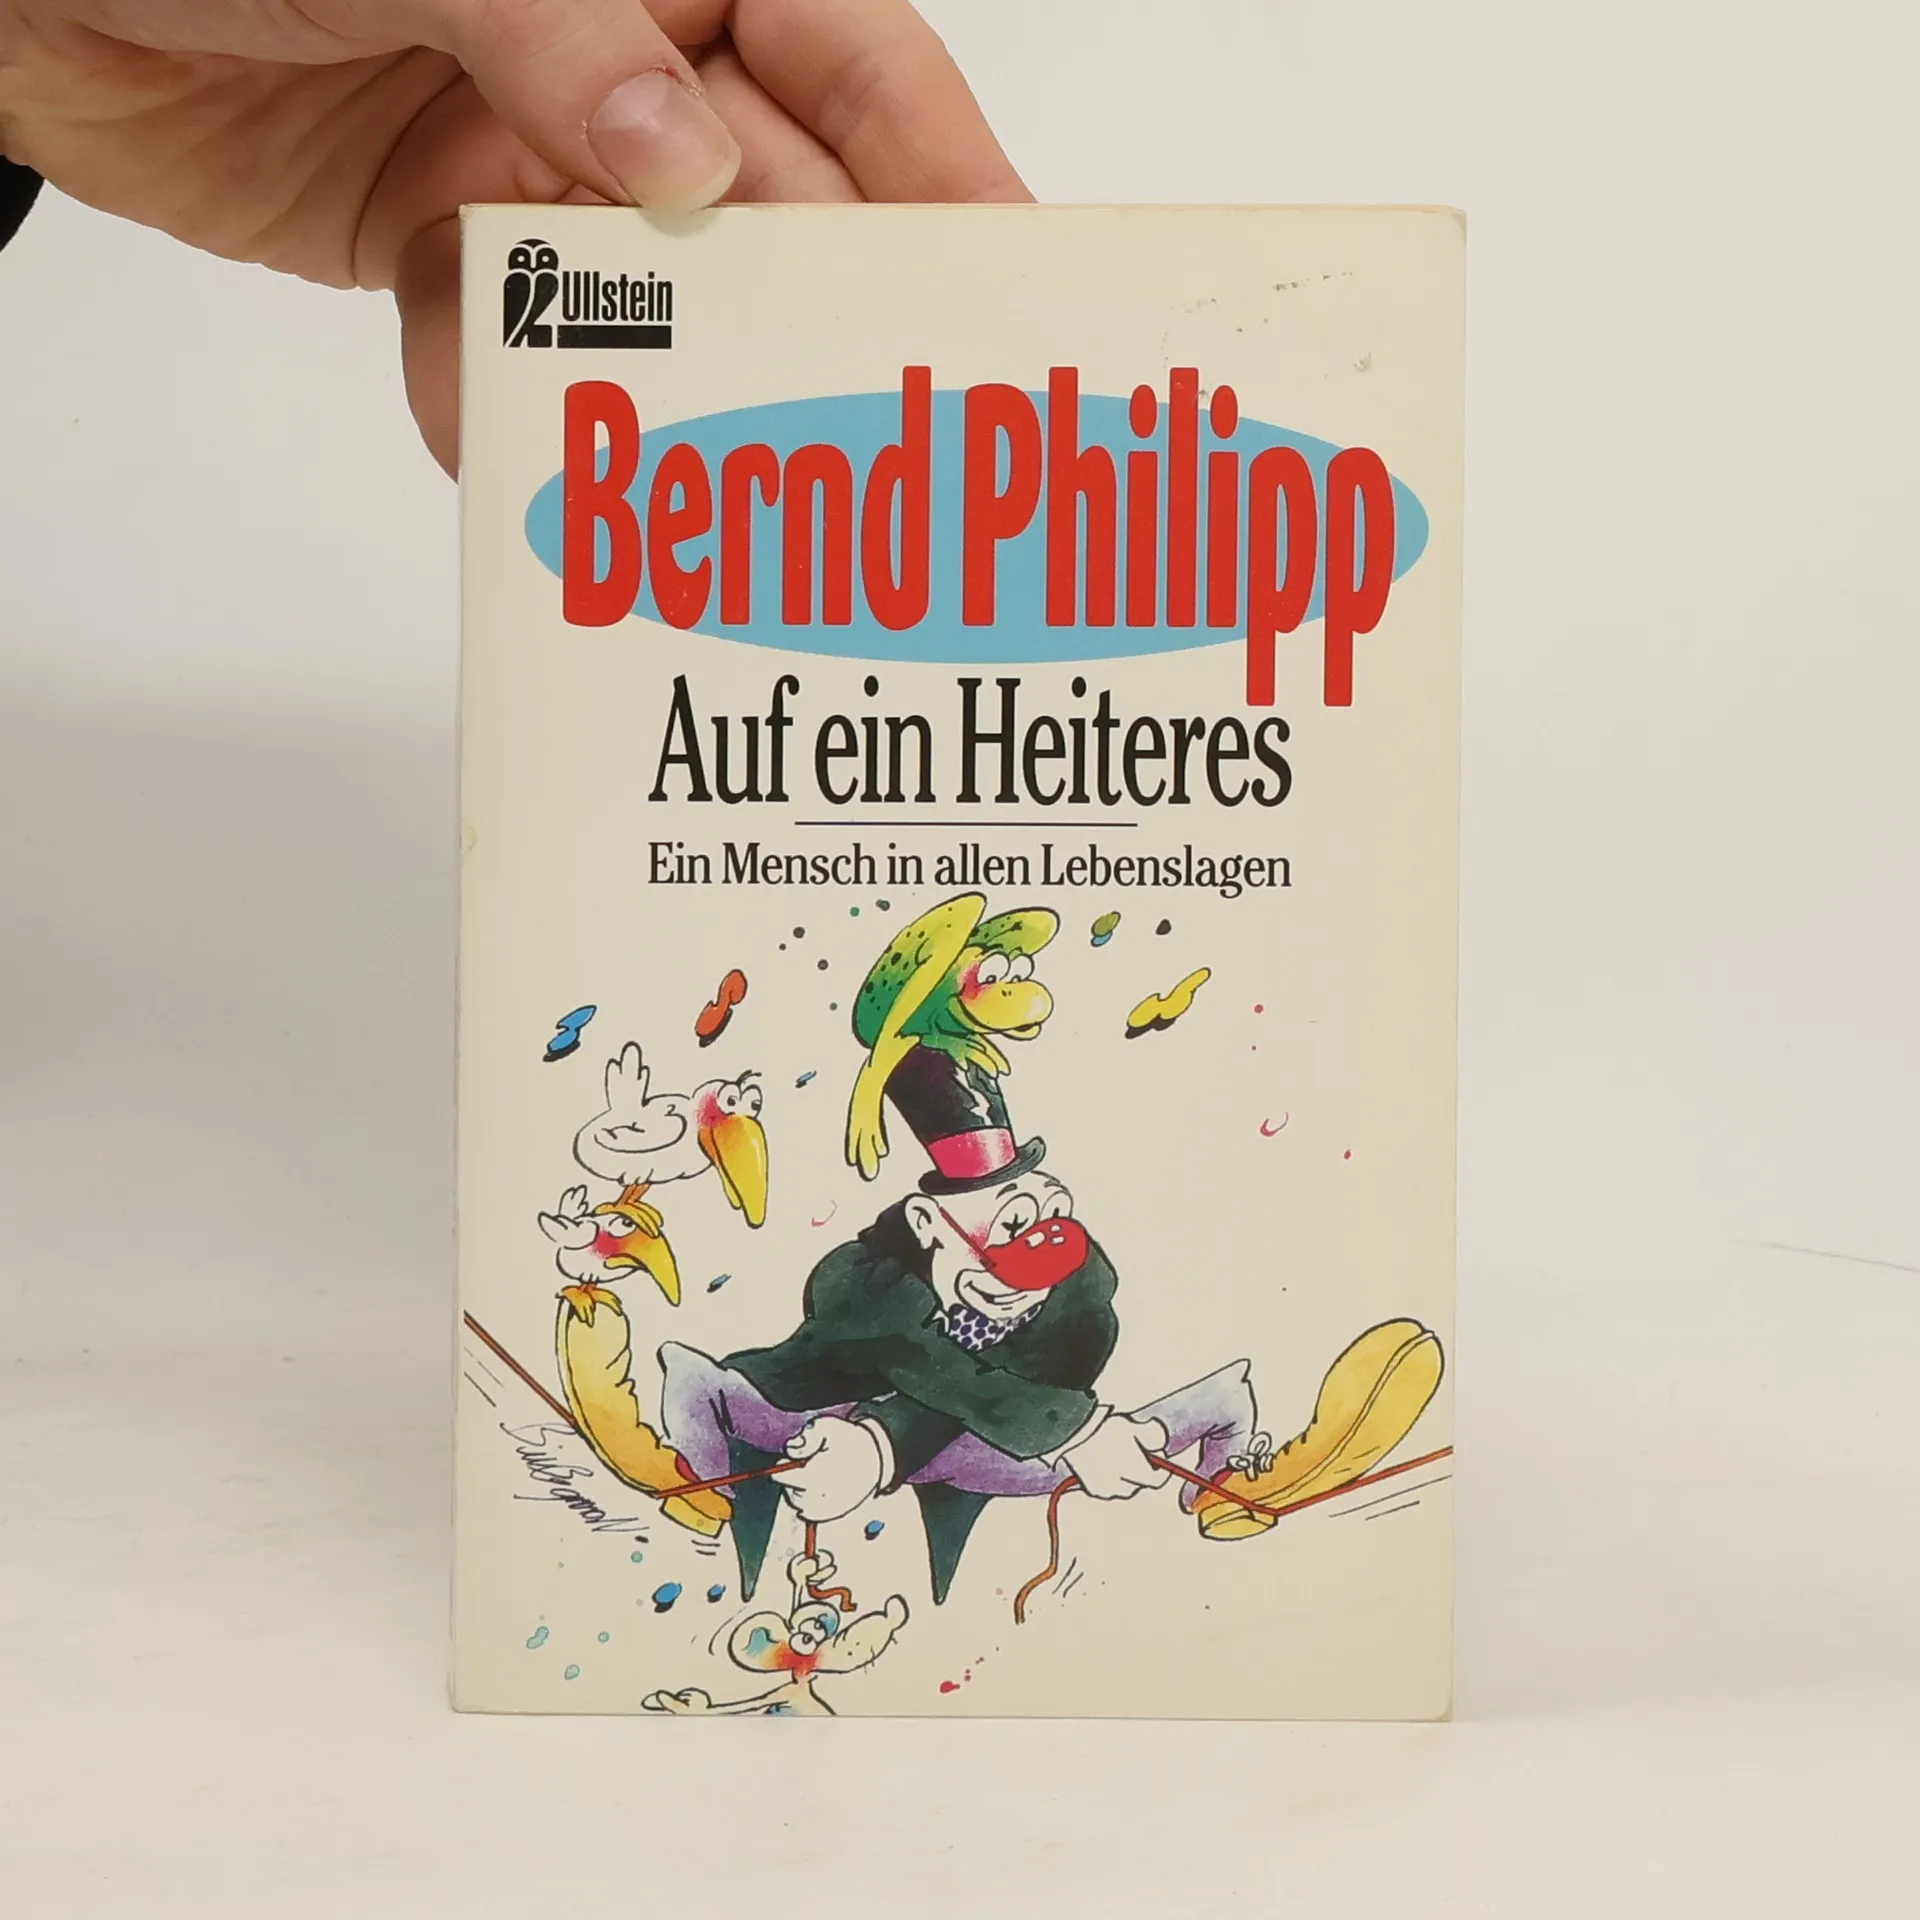 Ullstein
Bernd Philipp
Auf ein Heiteres
Ein Mensch in allen Lebenslagen